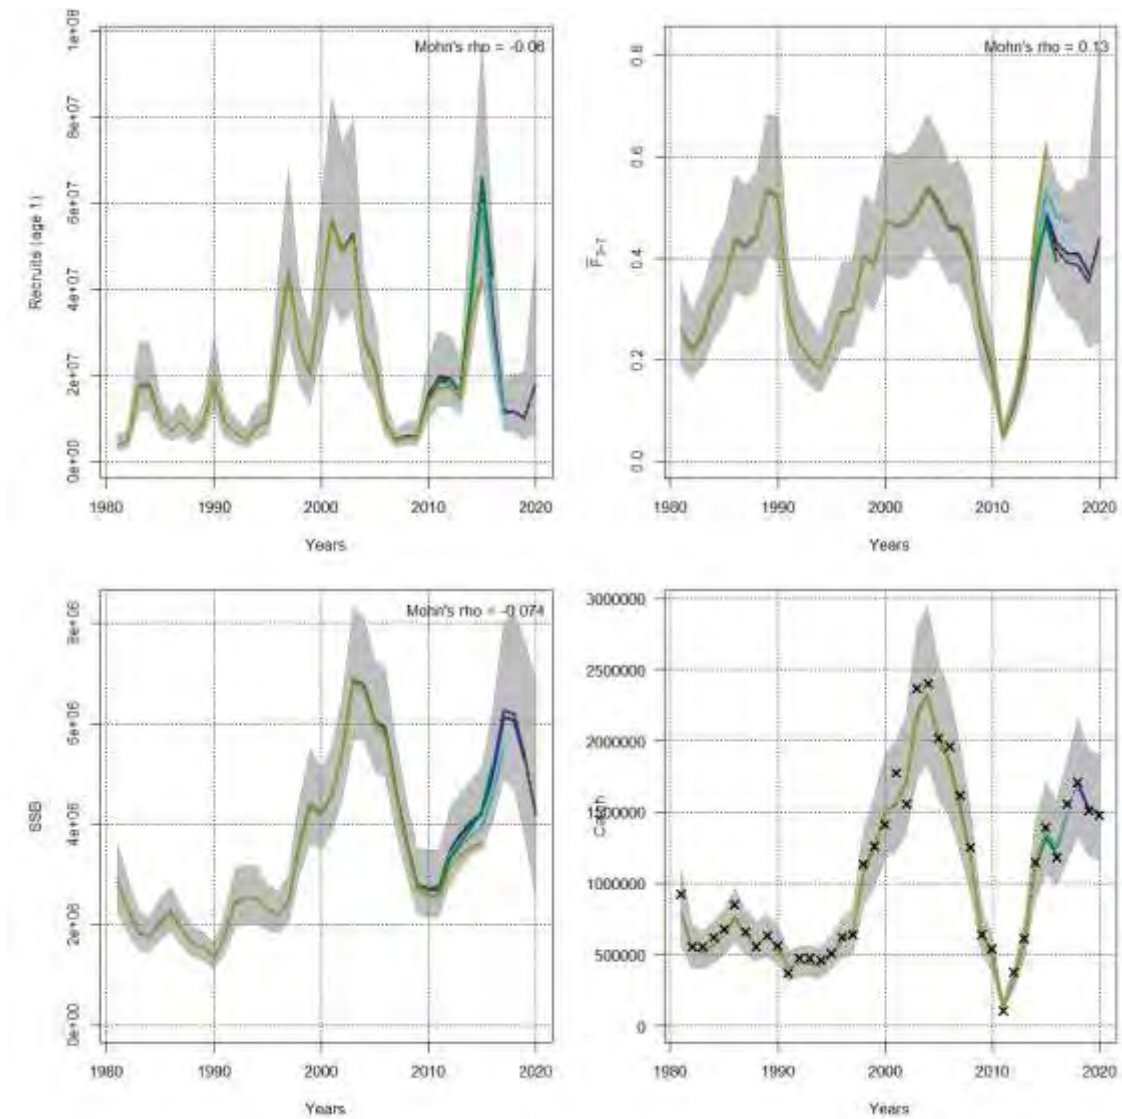 Mohn's rho = -0.06
Recruits (age 1)
1e+08
8e+07
6e+07
4e+07
2e+07
0e+00
1980 1990 2000 2010 2020
Years
Mohn's rho = 0.13
0.8
0.6
0.4
0.2
0.0
1980 1990 2000 2010 2020
Years
Mohn's rho = -0.074
SSB
8e+06
6e+06
4e+06
2e+06
0e+00
1980 1990 2000 2010 2020
Years
Catch
3000000
2500000
2000000
1500000
1000000
500000
0
1980 1990 2000 2010 2020
Years